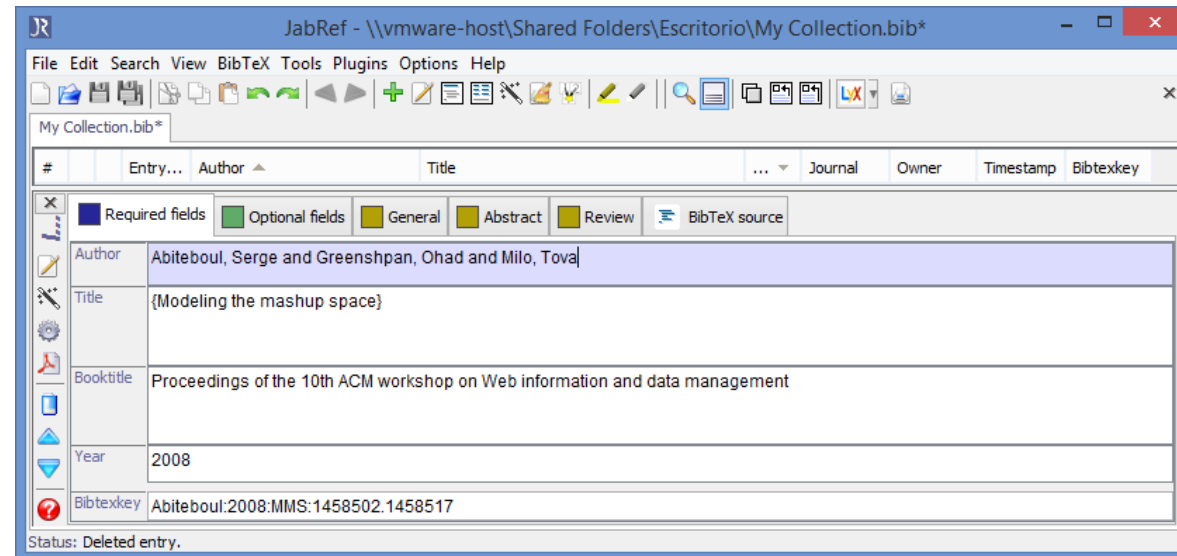 JabRef - \\vmware-host\Shared Folders\Escritorio\My Collection.bib*
File Edit Search View BibTeX Tools Plugins Options Help
LyX
My Collection.bib*
# Entry... Author Title ... Journal Owner Timestamp Bibtexkey
Required fields Optional fields General Abstract Review BibTeX source
Author Abiteboul, Serge and Greenshpan, Ohad and Milo, Tova
Title {Modeling the mashup space}
Booktitle Proceedings of the 10th ACM workshop on Web information and data management
Year 2008
Bibtexkey Abiteboul:2008:MMS:1458502.1458517
Status: Deleted entry.